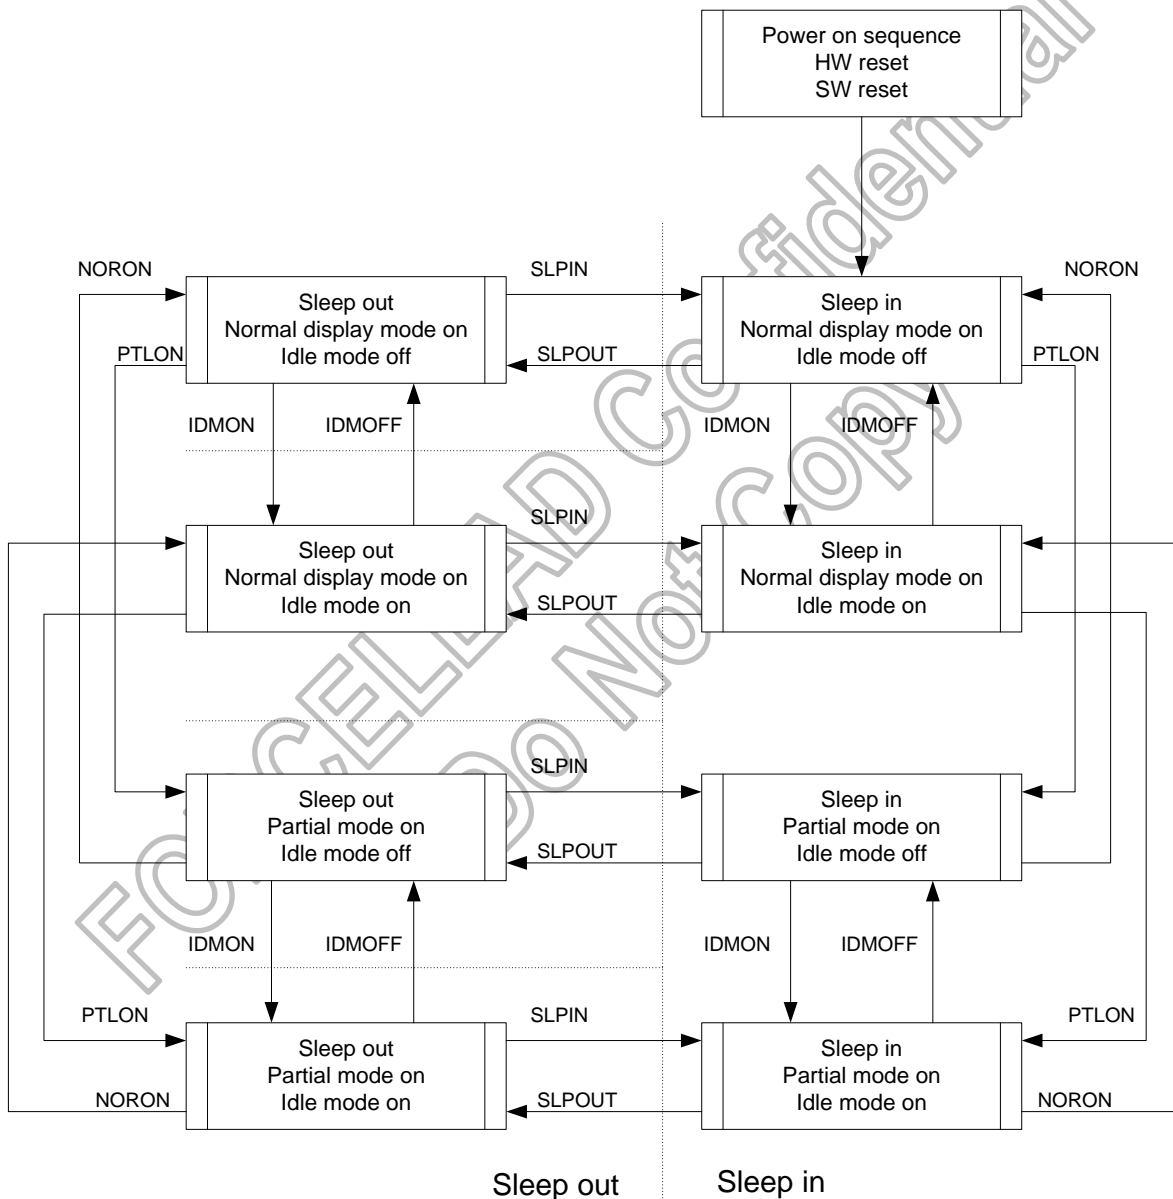 Power on sequence
HW reset
SW reset
NORON
SLPIN
NORON
Sleep out
Normal display mode on
Idle mode off
Sleep in
Normal display mode on
Idle mode off
PTLON
SLPOUT
PTLON
IDMON
IDMOFF
IDMON
IDMOFF
SLPIN
Sleep out
Normal display mode on
Idle mode on
Sleep in
Normal display mode on
Idle mode on
SLPOUT
SLPIN
Sleep out
Partial mode on
Idle mode off
Sleep in
Partial mode on
Idle mode off
SLPOUT
IDMON
IDMOFF
IDMON
IDMOFF
PTLON
SLPIN
PTLON
Sleep out
Partial mode on
Idle mode on
Sleep in
Partial mode on
Idle mode on
NORON
SLPOUT
NORON
Sleep out
Sleep in
Do Not Copy